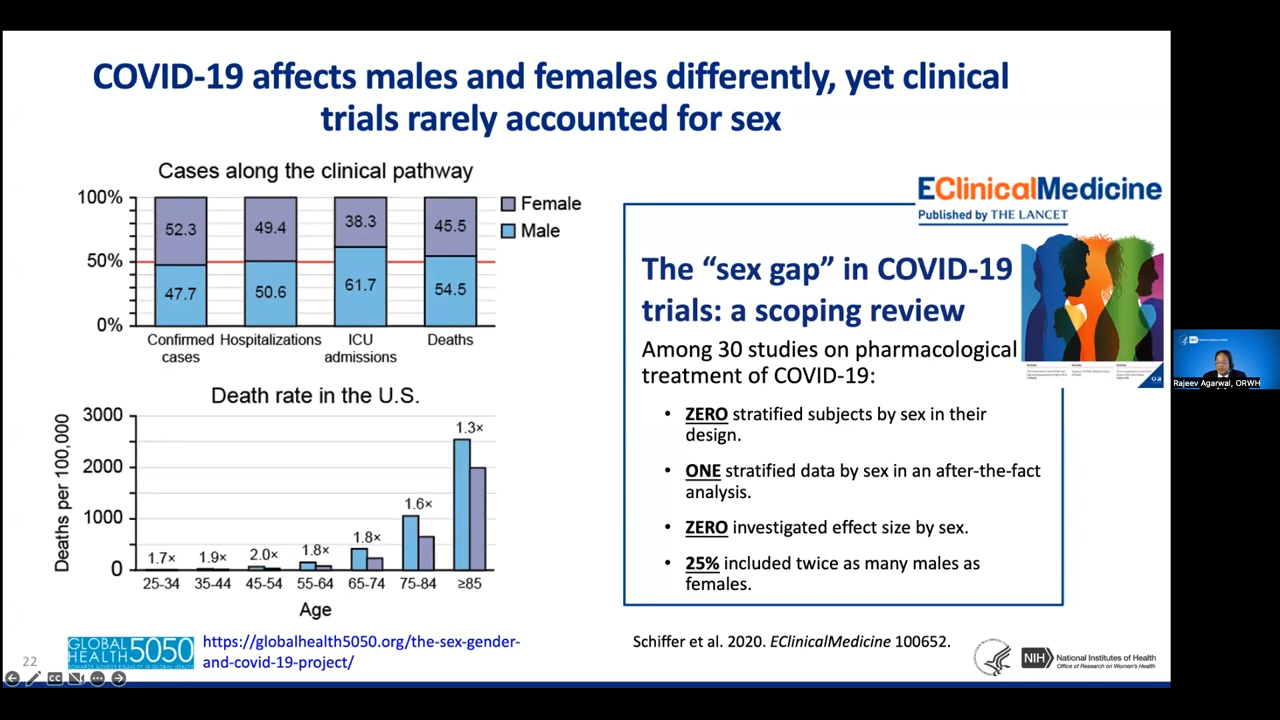 COVID-19 affects males and females differently, yet clinical
trials rarely accounted for sex
Cases along the clinical pathway
100%
50%
0%
52.3
49.4
38.3
45.5
47.7
50.6
61.7
54.5
Female
Male
Confirmed
cases
Hospitalizations
ICU
admissions
Deaths
Death rate in the U.S.
Deaths per 100,000
3000
2000
1000
0
1.7×
1.9×
2.0×
1.8×
1.8×
1.6×
1.3×
25-34
35-44
45-54
55-64
65-74
75-84
≥85
Age
GLOBAL
HEALTH 5050
TOWARDS GENDER EQUALITY IN GLOBAL HEALTH
https://globalhealth5050.org/the-sex-gender-
and-covid-19-project/
22
CC
EClinicalMedicine
Published by THE LANCET
The “sex gap” in COVID-19
trials: a scoping review
Among 30 studies on pharmacological
treatment of COVID-19:
• ZERO stratified subjects by sex in their
design.
• ONE stratified data by sex in an after-the-fact
analysis.
• ZERO investigated effect size by sex.
• 25% included twice as many males as
females.
Schiffer et al. 2020. EClinicalMedicine 100652.
NIH
National Institutes of Health
Office of Research on Women's Health
NIH
Rajeev Agarwal, ORWH